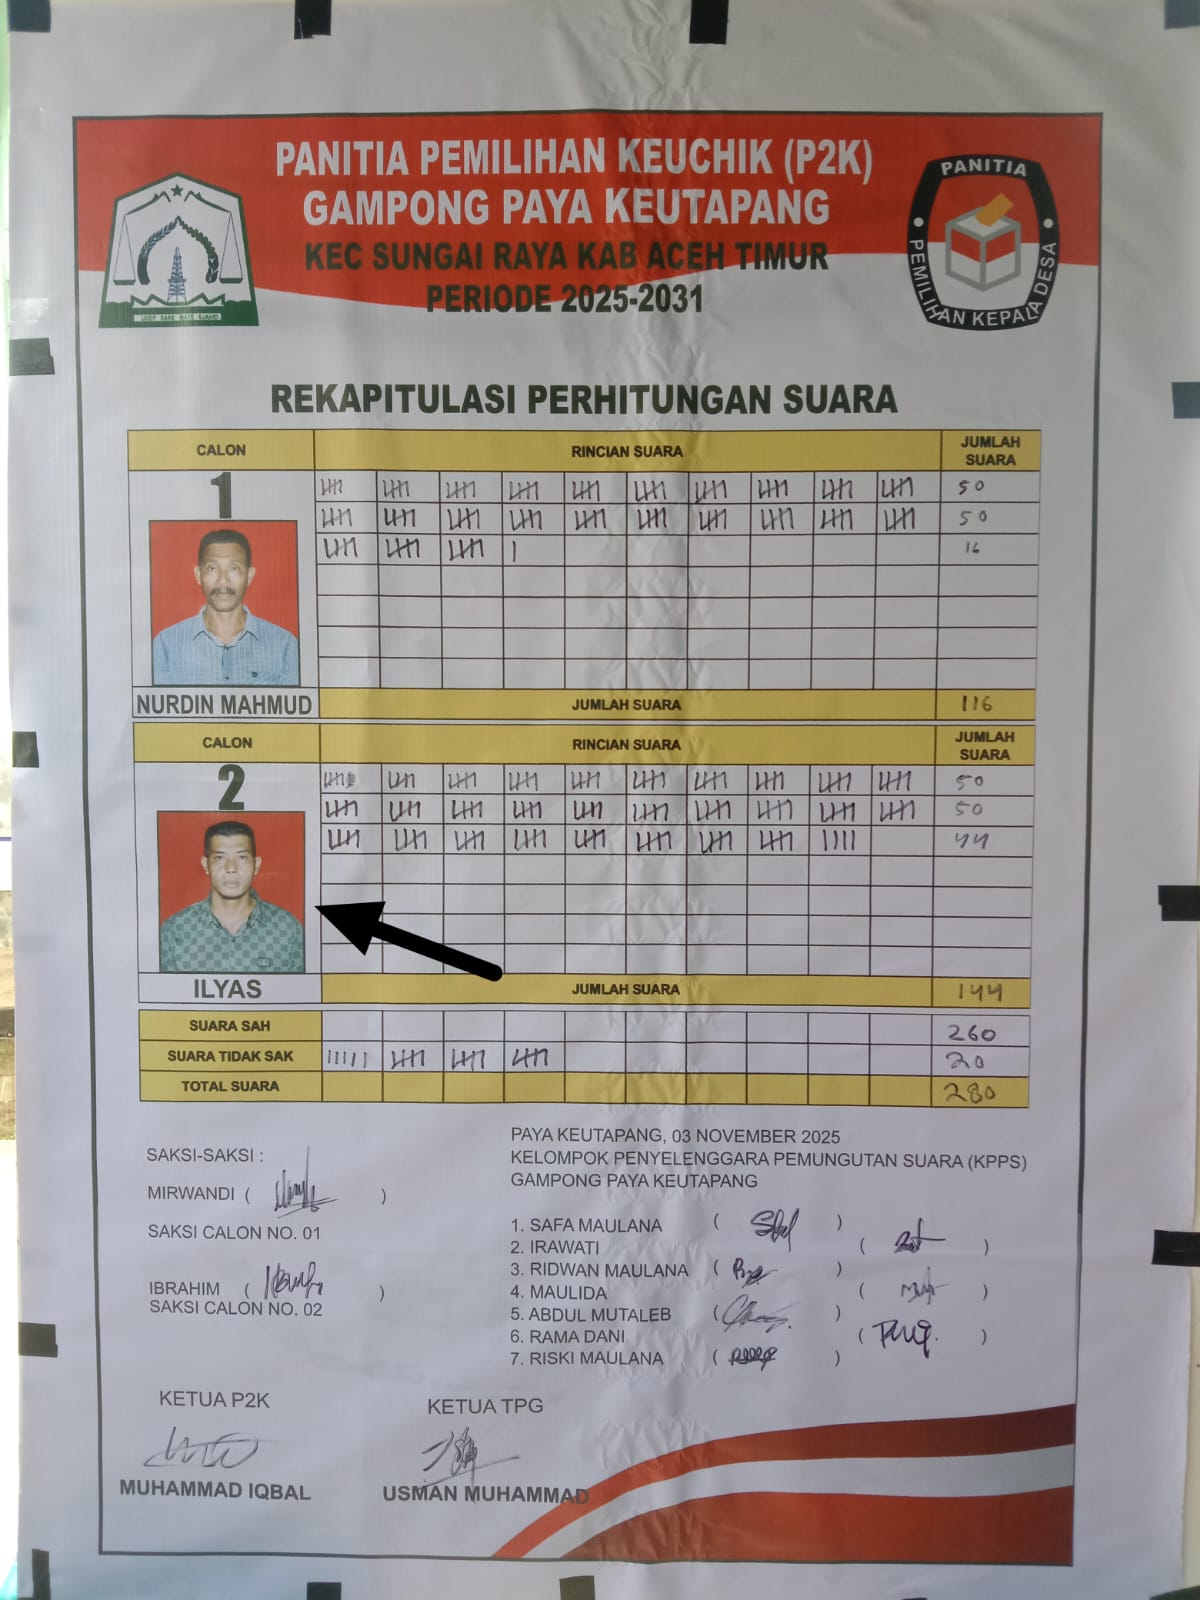 PANITIA PEMILIHAN KEUCHIK (P2K)
GAMPONG PAYA KEUTAPANG
KEC SUNGAI RAYA KAB ACEH TIMUR
PERIODE 2025-2031
UDEP SARE MATE SJAHID
PANITIA
PEMILIHAN KEPALA DESA
REKAPITULASI PERHITUNGAN SUARA
CALON RINCIAN SUARA JUMLAH SUARA
1
50
50
16
NURDIN MAHMUD JUMLAH SUARA 116
CALON RINCIAN SUARA JUMLAH SUARA
2
50
50
44
ILYAS JUMLAH SUARA 144
SUARA SAH 260
SUARA TIDAK SAK 20
TOTAL SUARA 280
PAYA KEUTAPANG, 03 NOVEMBER 2025
KELOMPOK PENYELENGGARA PEMUNGUTAN SUARA (KPPS)
GAMPONG PAYA KEUTAPANG
SAKSI-SAKSI :
MIRWANDI ( )
SAKSI CALON NO. 01
IBRAHIM ( )
SAKSI CALON NO. 02
1. SAFA MAULANA ( )
2. IRAWATI ( )
3. RIDWAN MAULANA ( )
4. MAULIDA ( )
5. ABDUL MUTALEB ( )
6. RAMA DANI ( )
7. RISKI MAULANA ( )
KETUA P2K
MUHAMMAD IQBAL
KETUA TPG
USMAN MUHAMMAD